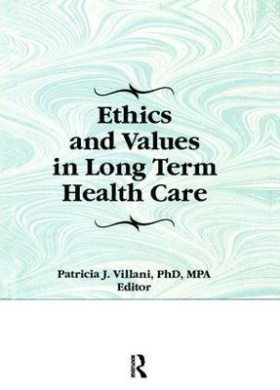 Ethics
and Values
in Long Term
Health Care
Patricia J. Villani, PhD, MPA
Editor
R